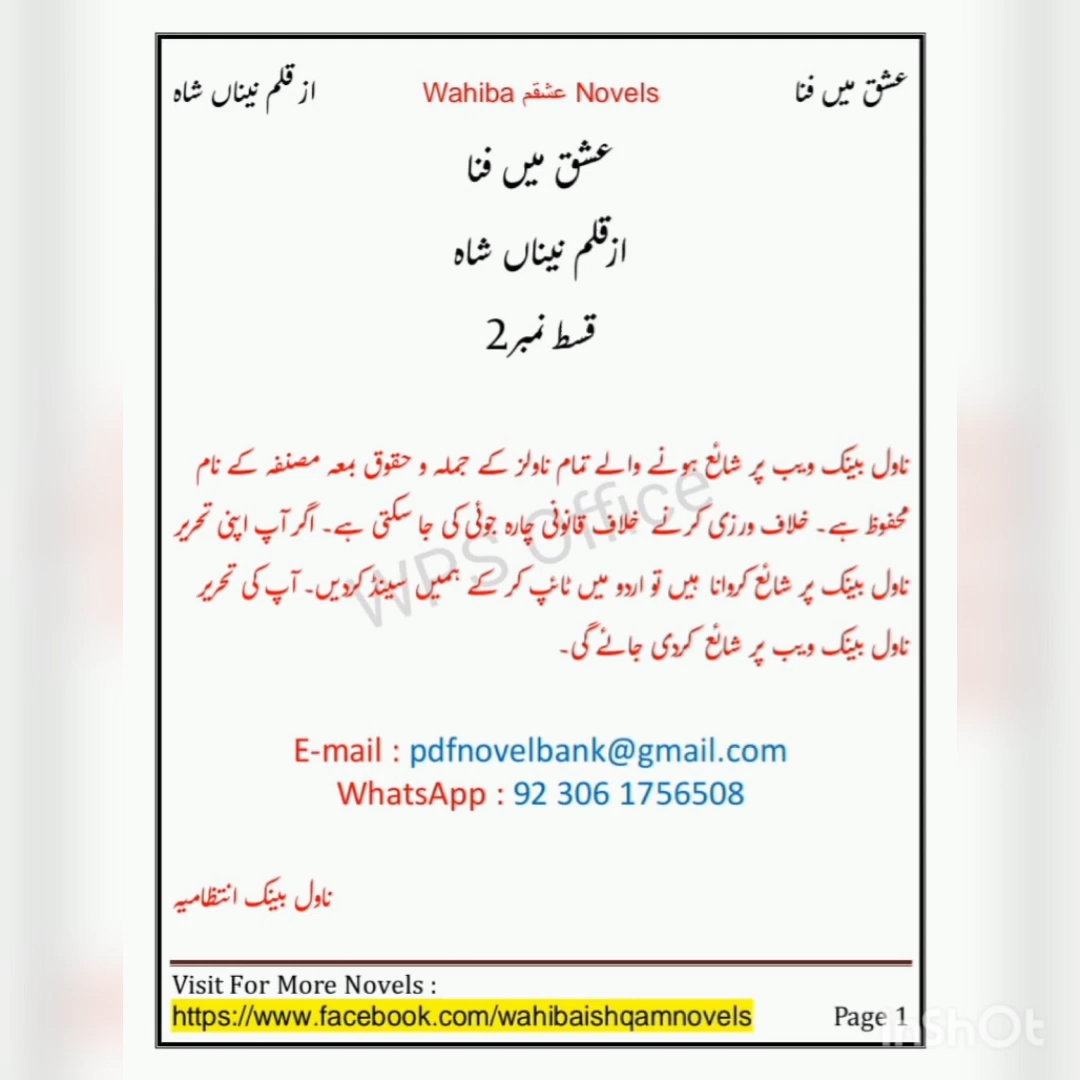 عشق میں فنا Wahiba عشقم Novels از قلم نیناں شاہ
عشق میں فنا
ازقلم نیناں شاہ
قسط نمبر2
ناول بینک ویب پر شائع ہونے والے تمام ناولز کے جملہ و حقوق بمعہ مصنفہ کے نام
محفوظ ہے۔ خلاف ورزی کرنے خلاف قانونی چارہ جوئی کی جا سکتی ہے۔ اگر آپ اپنی تحریر
ناول بینک پر شائع کروانا ہیں تو اردو میں ٹائپ کر کے ہمیں سینڈ کردیں۔ آپ کی تحریر
ناول بینک ویب پر شائع کردی جائے گی۔
WPS Office
E-mail : pdfnovelbank@gmail.com
WhatsApp : 92 306 1756508
ناول بینک انتظامیہ
Visit For More Novels :
https://www.facebook.com/wahibaishqamnovels Page 1
InShOt